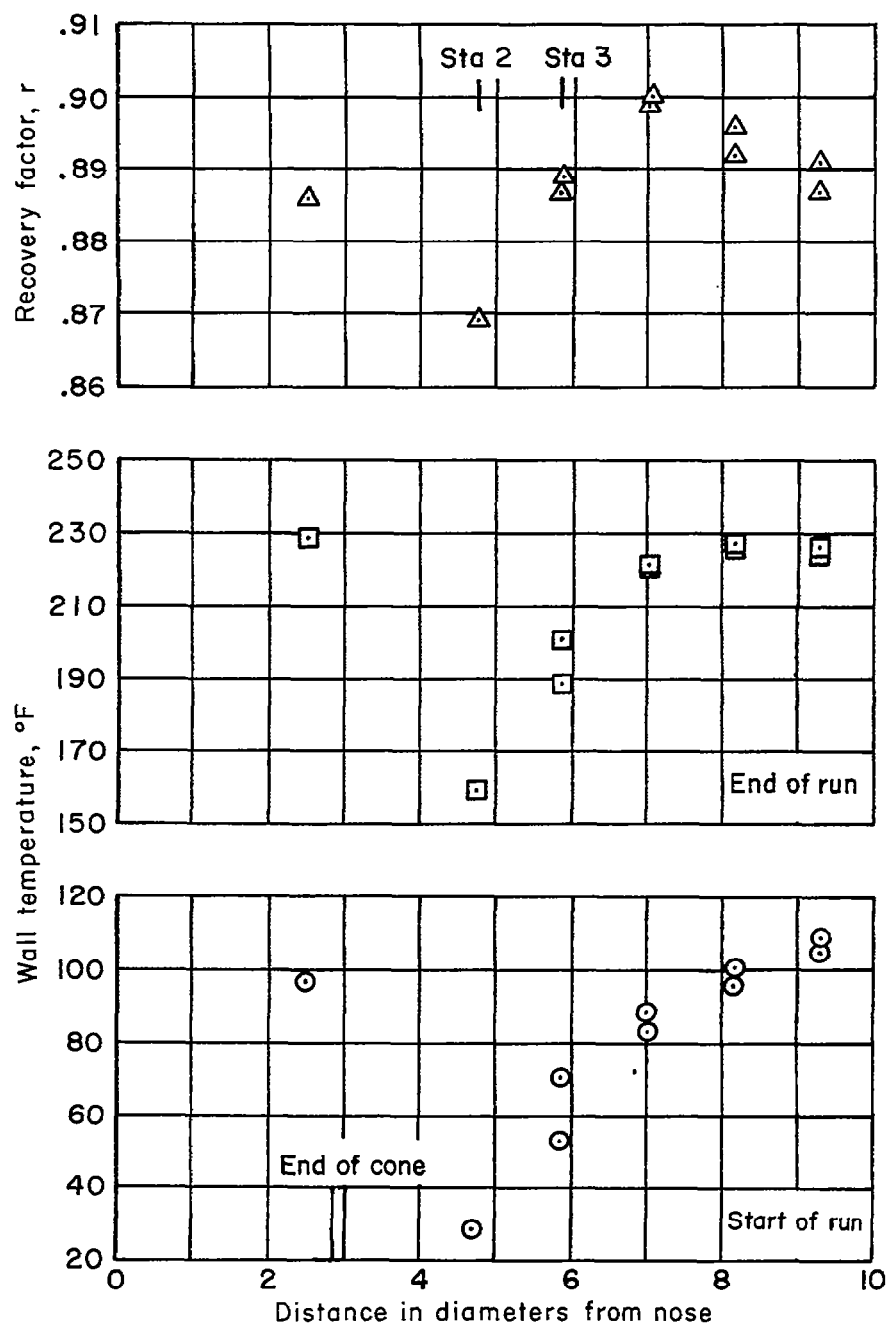 .91
Sta 2
Sta 3
.90
.89
.88
.87
.86
Recovery factor, r
250
230
210
190
170
150
End of run
Wall temperature, °F
120
100
80
60
40
20
End of cone
Start of run
0 2 4 6 8 10
Distance in diameters from nose